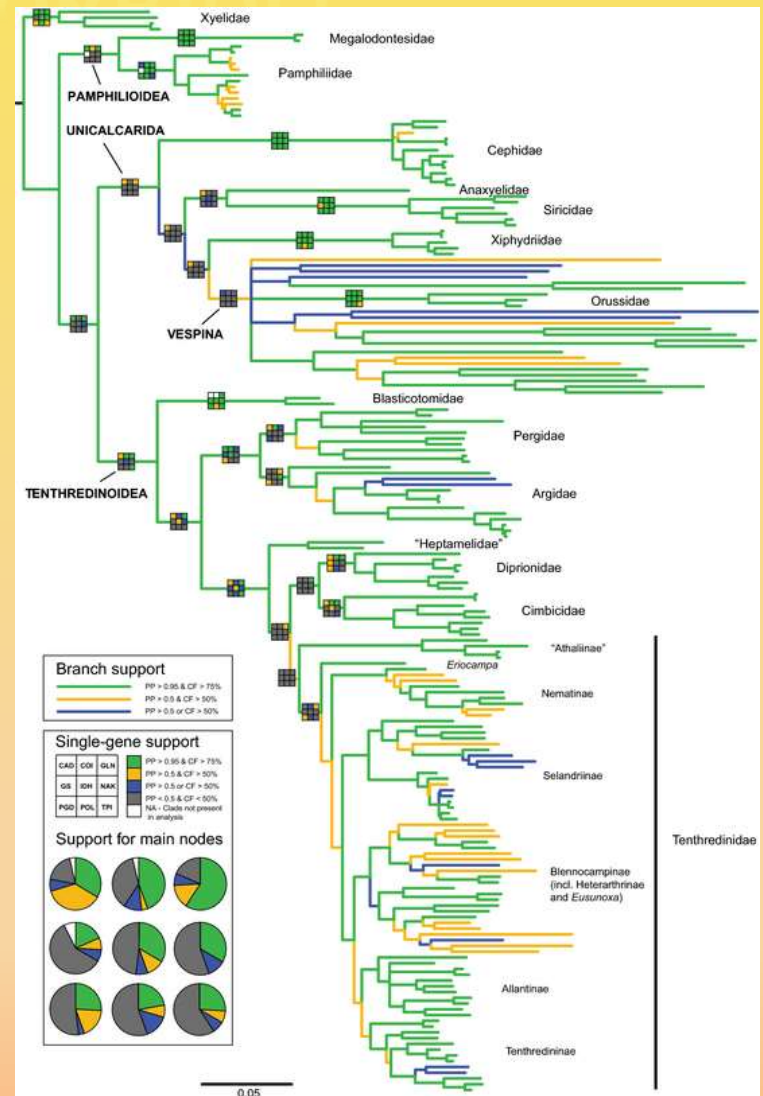 Xyelidae
Megalodontesidae
Pamphiliidae
PAMPHILIOIDEA
UNICALCARIDA
Cephidae
Anaxyelidae
Siricidae
Xiphydriidae
Orussidae
VESPINA
Blasticotomidae
Pergidae
TENTHREDINOIDEA
Argidae
"Heptamelidae"
Diprionidae
Cimbicidae
"Athaliinae"
Eriocampa
Nematinae
Selandriinae
Tenthredinidae
Blennocampinae
(incl. Heterarthrinae
and Eusunoxa)
Allantinae
Tenthredininae
Branch support
PP > 0.95 & CF > 75%
PP > 0.5 & CF > 50%
PP > 0.5 or CF > 50%
Single-gene support
CAD COI GLN
GS IDH NAK
PGD POL TPI
PP > 0.95 & CF > 75%
PP > 0.5 & CF > 50%
PP > 0.5 or CF > 50%
PP < 0.5 & CF < 50%
NA - Clade not present
in analysis
Support for main nodes
0.05